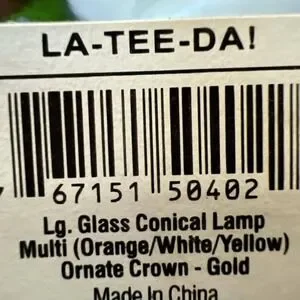 LA-TEE-DA!
67151 50402
Lg. Glass Conical Lamp
Multi (Orange/White/Yellow)
Ornate Crown - Gold
Made In China